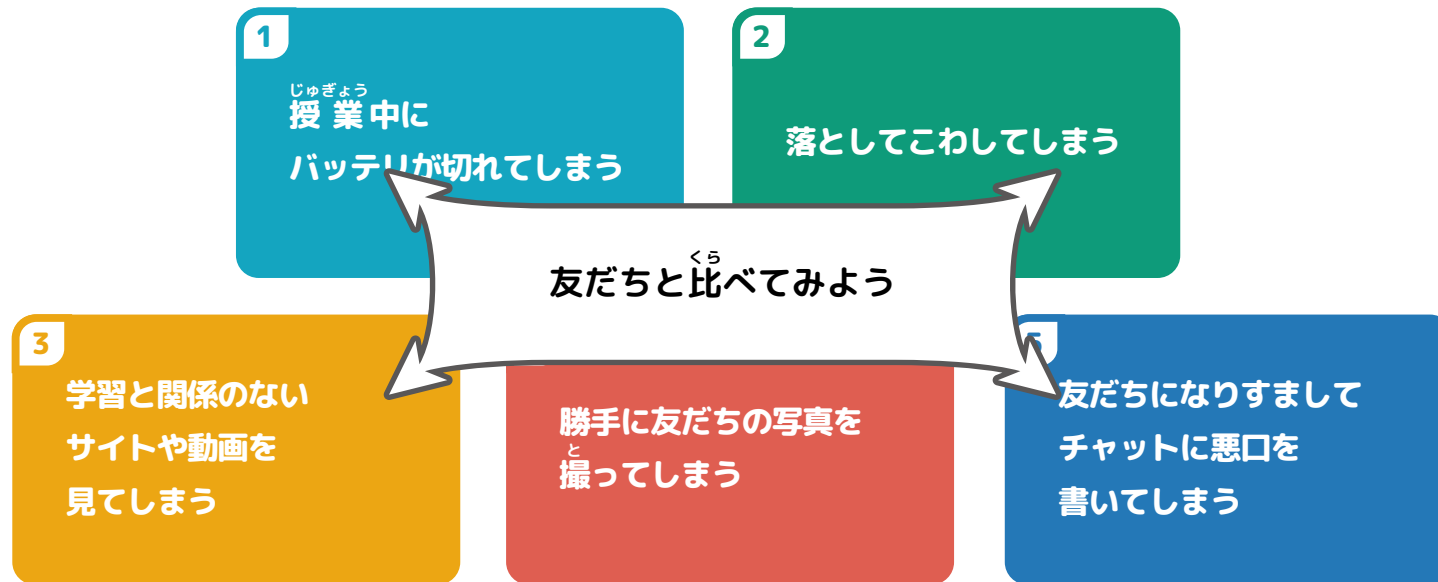 1
じゅぎょう
授業中に
バッテリが切れてしまう
2
落としてこわしてしまう
くら
友だちと比べてみよう
3
学習と関係のない
サイトや動画を
見てしまう
勝手に友だちの写真を
と
撮ってしまう
5
友だちになりすまして
チャットに悪口を
書いてしまう